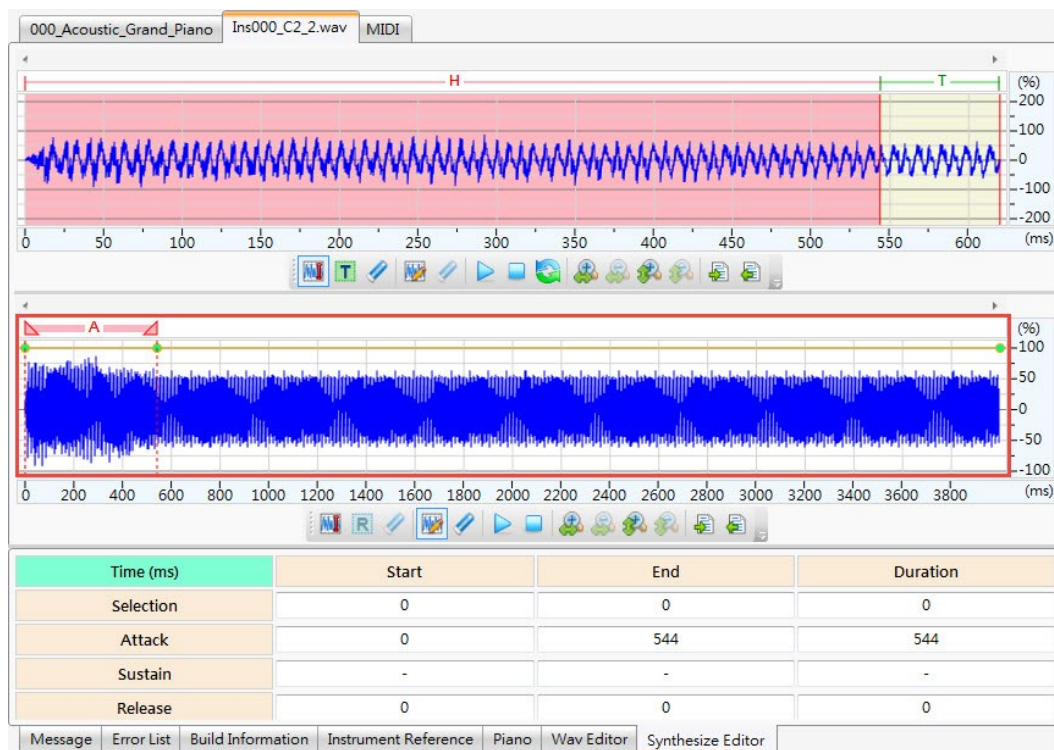 000_Acoustic_Grand_Piano Ins000_C2_2.wav MIDI
H T (%)
200
100
0
-100
-200
0 50 100 150 200 250 300 350 400 450 500 550 600 (ms)
T
A (%)
100
50
0
-50
-100
0 200 400 600 800 1000 1200 1400 1600 1800 2000 2200 2400 2600 2800 3000 3200 3400 3600 3800 (ms)
R
Time (ms) Start End Duration
Selection 0 0 0
Attack 0 544 544
Sustain - - -
Release 0 0 0
Message Error List Build Information Instrument Reference Piano Wav Editor Synthesize Editor